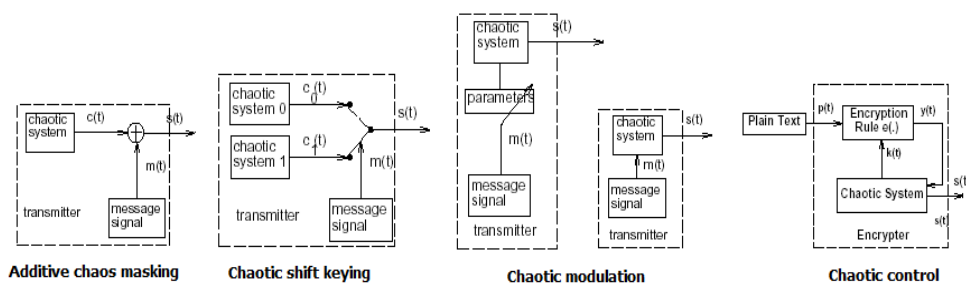 chaotic
system
c(t)
s(t)
m(t)
message
signal
transmitter
Additive chaos masking
chaotic
system 0
c₀(t)
chaotic
system 1
c₁(t)
s(t)
m(t)
message
signal
transmitter
Chaotic shift keying
chaotic
system
s(t)
parameters
m(t)
message
signal
transmitter
chaotic
system
s(t)
m(t)
message
signal
transmitter
Chaotic modulation
Plain Text
p(t)
Encryption
Rule e(.)
y(t)
k(t)
Chaotic System
s(t
s(t)
Encrypter
Chaotic control